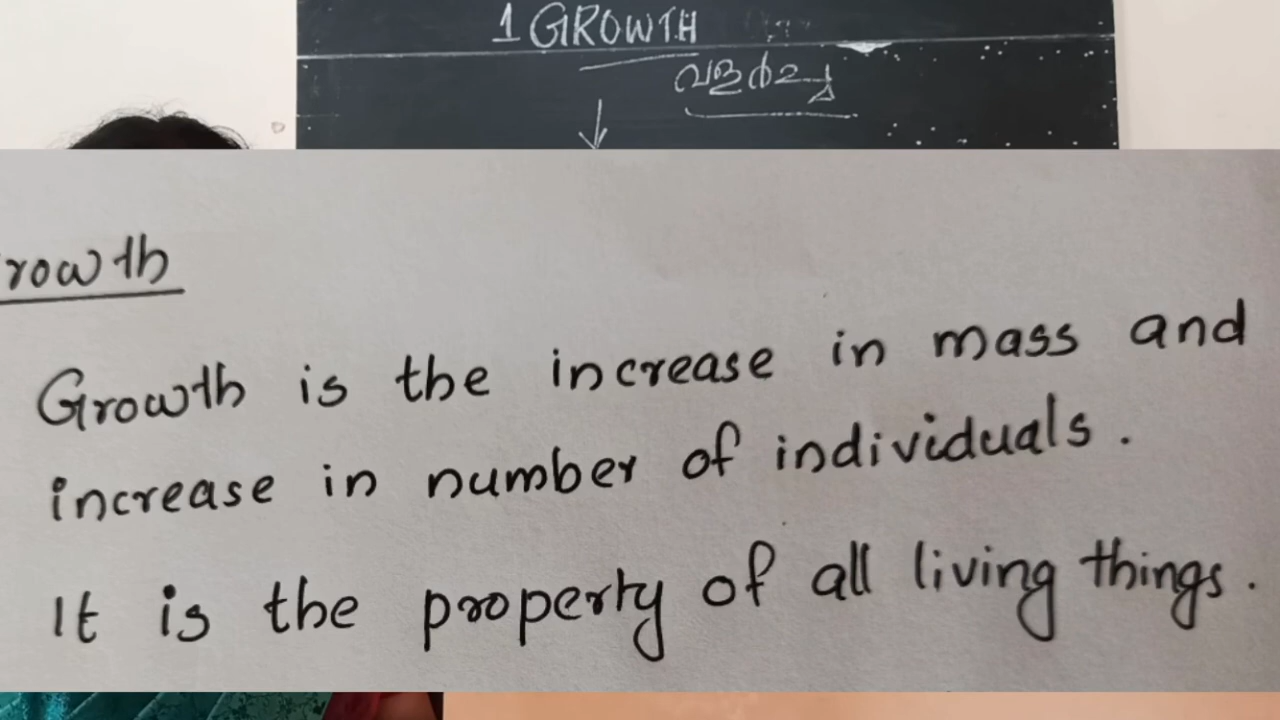 1 GROWTH
വളർച്ച
rowth
Growth is the increase in mass and
increase in number of individuals.
It is the property of all living things.